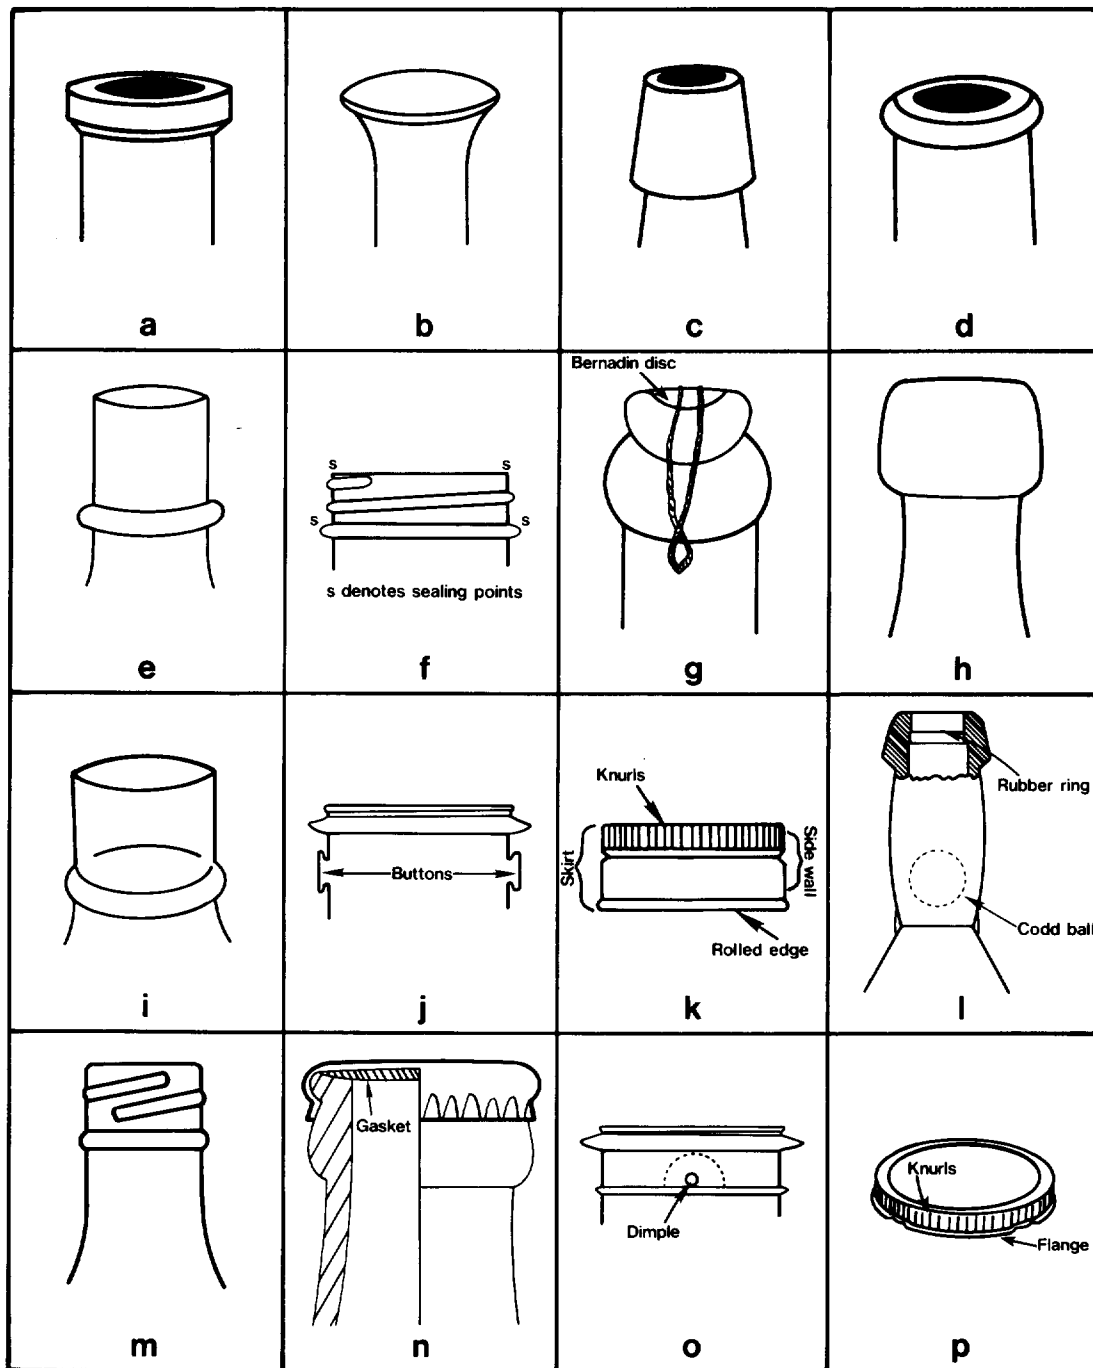 a
b
c
d
e
s s
s s
s denotes sealing points
f
Bernadin disc
g
h
i
Buttons
j
Knurls
Skirt
Side wall
Rolled edge
k
Rubber ring
Codd ball
l
m
Gasket
n
Dimple
o
Knurls
Flange
p